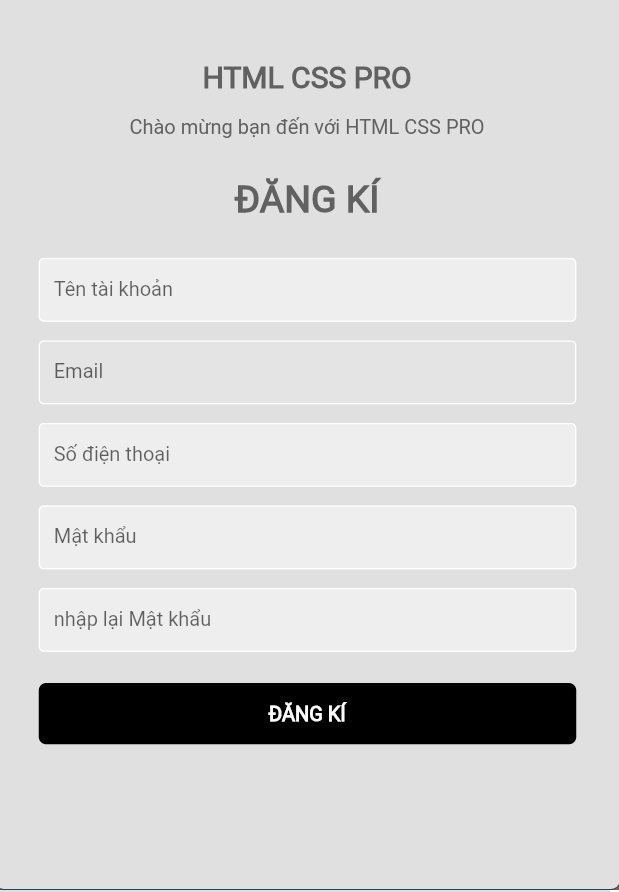 HTML CSS PRO
Chào mừng bạn đến với HTML CSS PRO
ĐĂNG KÍ
Tên tài khoản
Email
Số điện thoại
Mật khẩu
nhập lại Mật khẩu
ĐĂNG KÍ